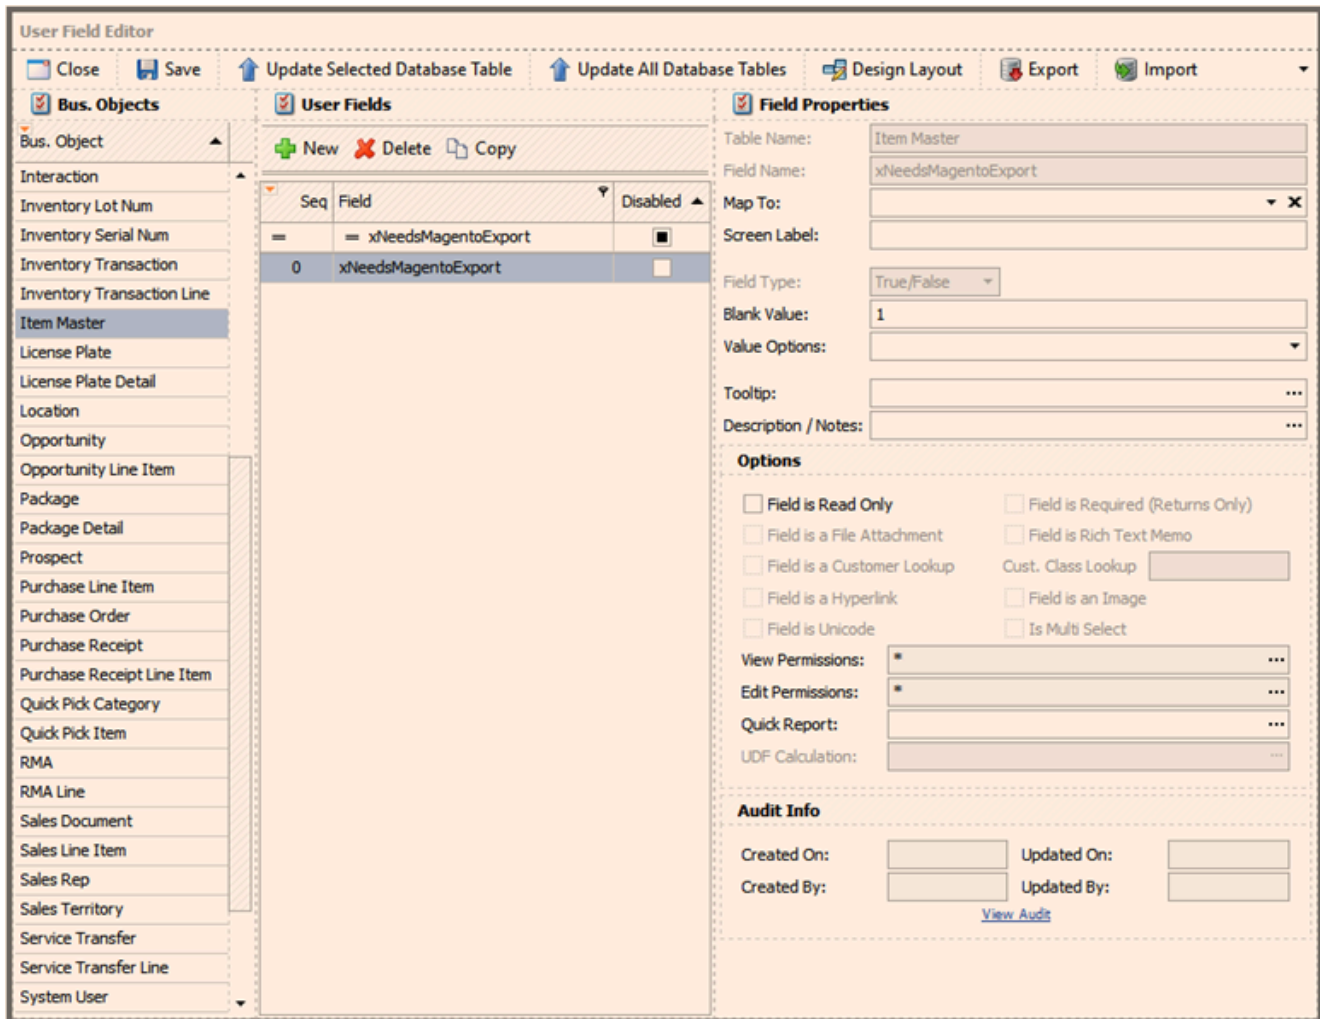 User Field Editor
Close Save Update Selected Database Table Update All Database Tables Design Layout Export Import
Bus. Objects
Bus. Object
Interaction
Inventory Lot Num
Inventory Serial Num
Inventory Transaction
Inventory Transaction Line
Item Master
License Plate
License Plate Detail
Location
Opportunity
Opportunity Line Item
Package
Package Detail
Prospect
Purchase Line Item
Purchase Order
Purchase Receipt
Purchase Receipt Line Item
Quick Pick Category
Quick Pick Item
RMA
RMA Line
Sales Document
Sales Line Item
Sales Rep
Sales Territory
Service Transfer
Service Transfer Line
System User
User Fields
New Delete Copy
Seq Field Disabled
= = xNeedsMagentoExport
0 xNeedsMagentoExport
Field Properties
Table Name: Item Master
Field Name: xNeedsMagentoExport
Map To:
Screen Label:
Field Type: True/False
Blank Value: 1
Value Options:
Tooltip: ...
Description / Notes: ...
Options
Field is Read Only Field is Required (Returns Only)
Field is a File Attachment Field is Rich Text Memo
Field is a Customer Lookup Cust. Class Lookup
Field is a Hyperlink Field is an Image
Field is Unicode Is Multi Select
View Permissions: * ...
Edit Permissions: * ...
Quick Report: ...
UDF Calculation: ...
Audit Info
Created On: Updated On:
Created By: Updated By:
View Audit